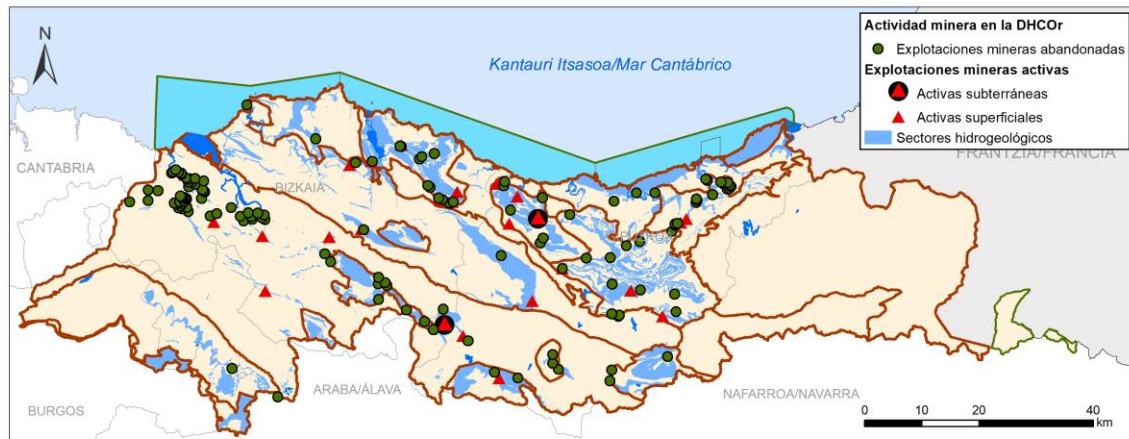 Actividad minera en la DHCOr
Explotaciones mineras abandonadas
Explotaciones mineras activas
Activas subterráneas
Activas superficiales
Sectores hidrogeológicos
N
Kantauri Itsasoa/Mar Cantábrico
CANTABRIA
FRANTZIA/FRANCIA
BIZKAIA
ARABA/ÁLAVA
NAFARROA/NAVARRA
BURGOS
0 10 20 40
km